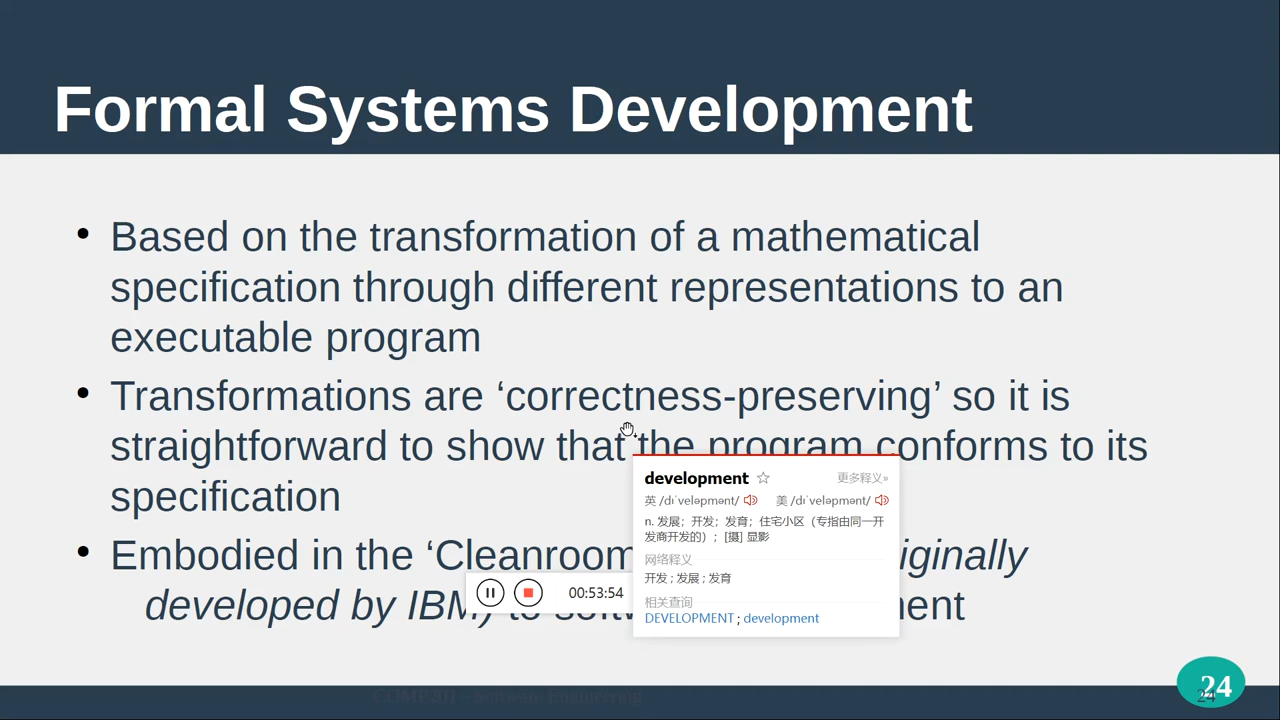 Formal Systems Development
• Based on the transformation of a mathematical
specification through different representations to an
executable program
• Transformations are ‘correctness-preserving’ so it is
straightforward to show that the program conforms to its
specification
• Embodied in the ‘Cleanroom
developed by IBM) to
development ☆ 更多释义»
英 /dɪˈveləpmənt/ 美 /dɪˈveləpmənt/
n. 发展；开发；发育；住宅小区（专指由同一开
发商开发的）；[摄] 显影
网络释义
开发 ; 发展 ; 发育
相关查询
DEVELOPMENT ; development
00:53:54
COMP201 - Software Engineering
24
24